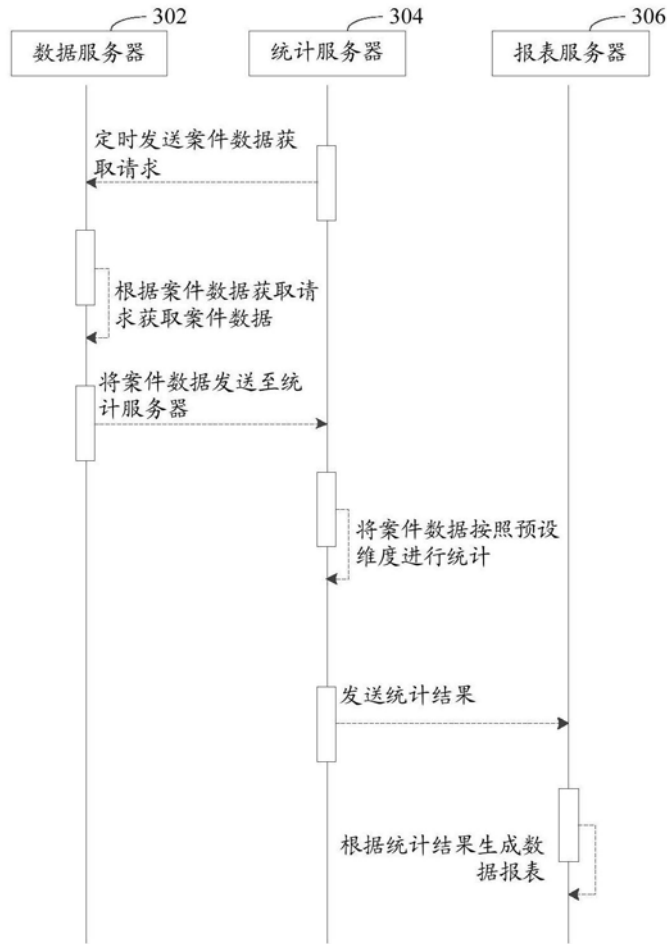 302
304
306
数据服务器
统计服务器
报表服务器
定时发送案件数据获
取请求
根据案件数据获取请
求获取案件数据
将案件数据发送至统
计服务器
将案件数据按照预设
维度进行统计
发送统计结果
根据统计结果生成数
据报表